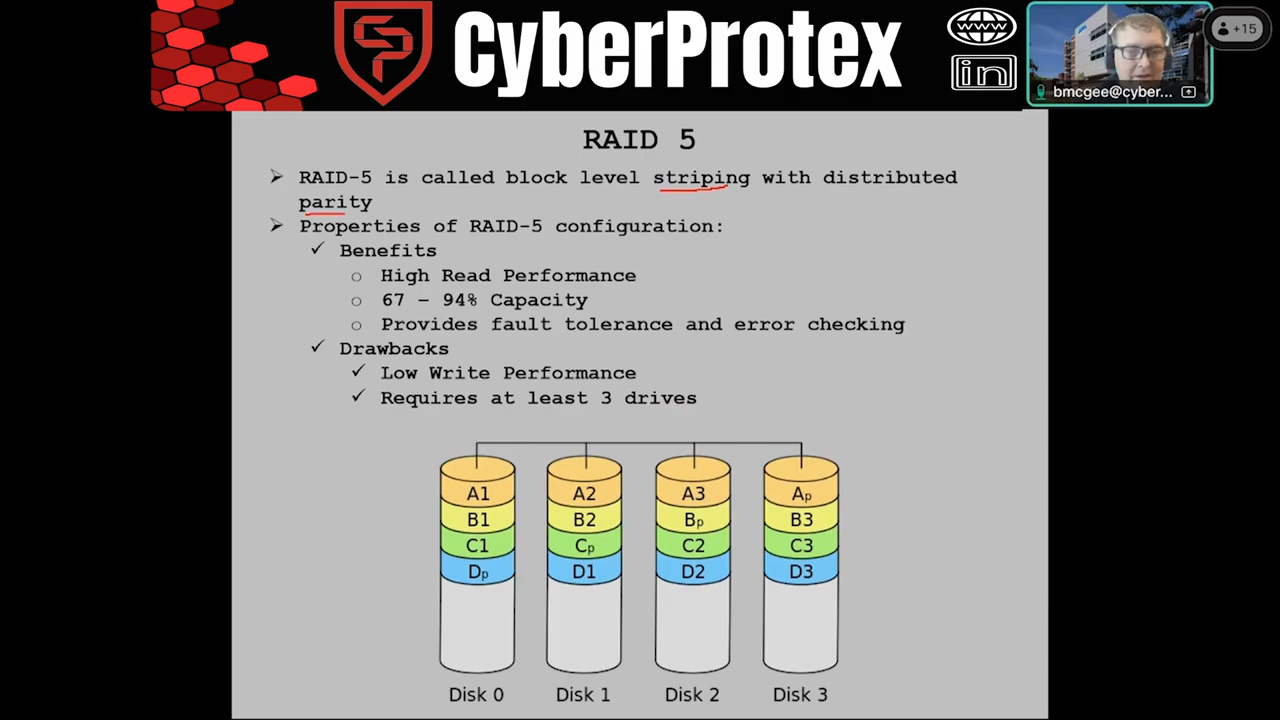 CyberProtex
WWW
in
bmcgee@cyber...
+15
RAID 5
RAID-5 is called block level striping with distributed
parity
Properties of RAID-5 configuration:
Benefits
High Read Performance
67 – 94% Capacity
Provides fault tolerance and error checking
Drawbacks
Low Write Performance
Requires at least 3 drives
A1 A2 A3 Ap
B1 B2 Bp B3
C1 Cp C2 C3
Dp D1 D2 D3
Disk 0 Disk 1 Disk 2 Disk 3